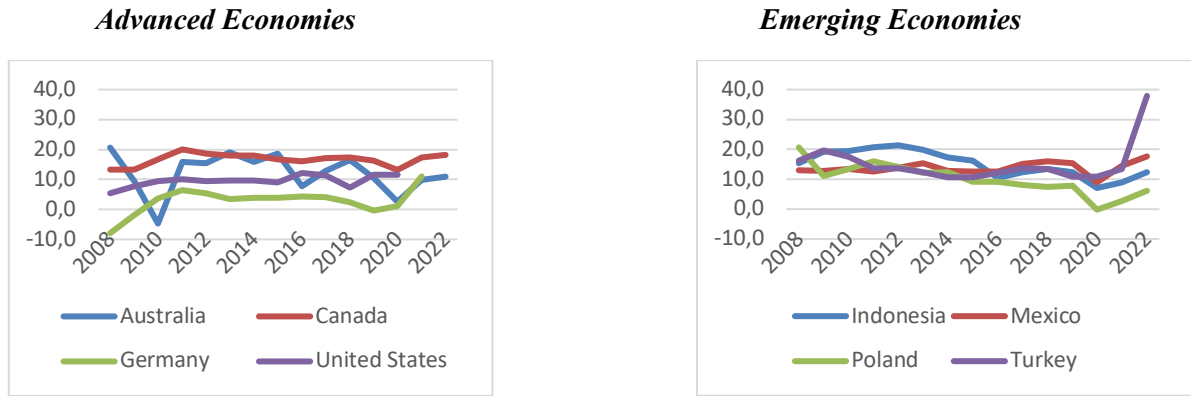 Advanced Economies
40,0
30,0
20,0
10,0
0,0
-10,0
2008
2010
2012
2014
2016
2018
2020
2022
Australia
Canada
Germany
United States
Emerging Economies
40,0
30,0
20,0
10,0
0,0
-10,0
2008
2010
2012
2014
2016
2018
2020
2022
Indonesia
Mexico
Poland
Turkey